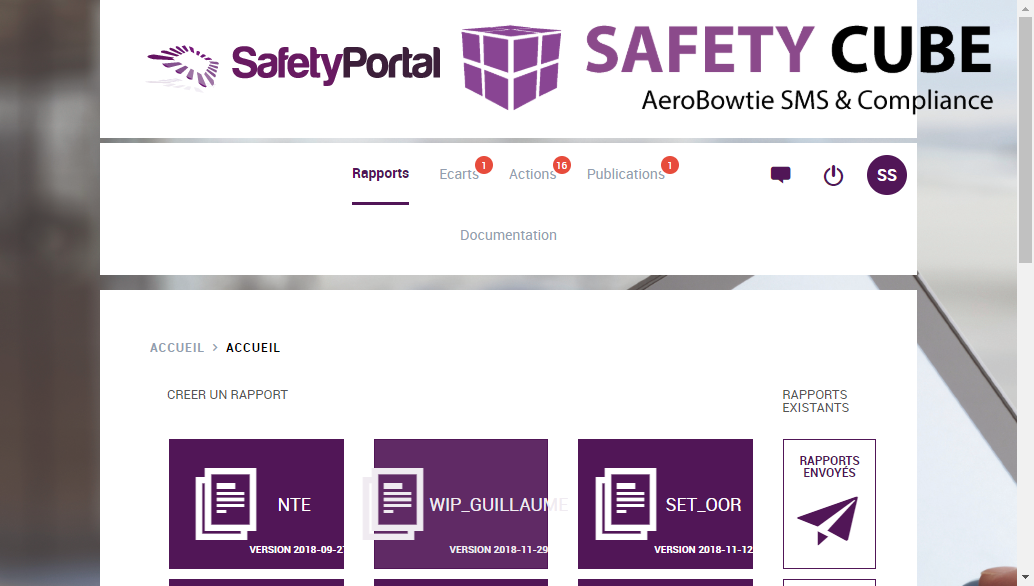 SafetyPortal
SAFETY CUBE
AeroBowtie SMS & Compliance
Rapports
Ecarts
1
Actions
16
Publications
1
SS
Documentation
ACCUEIL > ACCUEIL
CREER UN RAPPORT
RAPPORTS
EXISTANTS
NTE
VERSION 2018-09-27
WIP_GUILLAUME
VERSION 2018-11-29
SET_OOR
VERSION 2018-11-12
RAPPORTS
ENVOYÉS